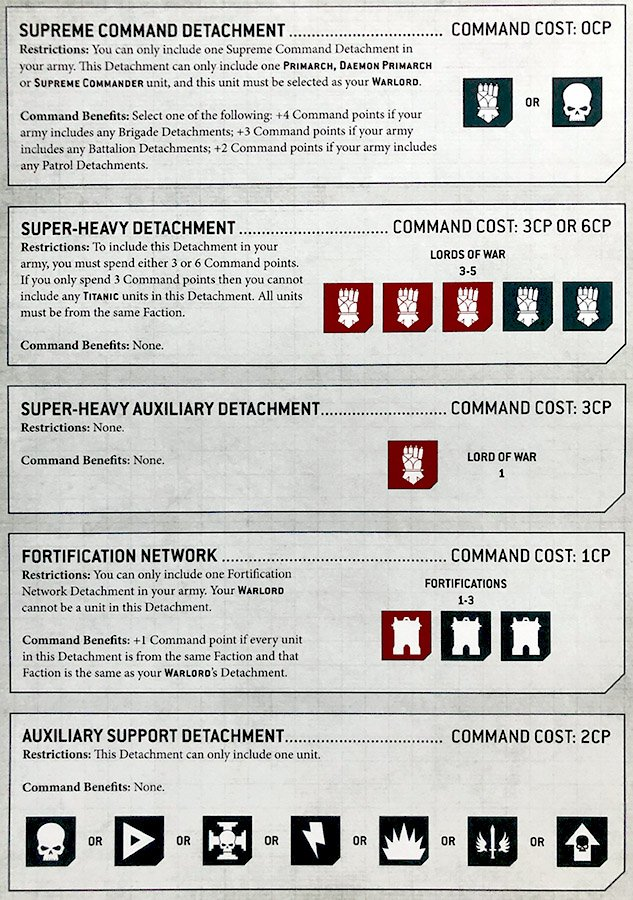 SUPREME COMMAND DETACHMENT .................................. COMMAND COST: 0CP
Restrictions: You can only include one Supreme Command Detachment in
your army. This Detachment can only include one PRIMARCH, DAEMON PRIMARCH
or SUPREME COMMANDER unit, and this unit must be selected as your WARLORD.
OR
Command Benefits: Select one of the following: +4 Command points if your
army includes any Brigade Detachments; +3 Command points if your army
includes any Battalion Detachments; +2 Command points if your army includes
any Patrol Detachments.
SUPER-HEAVY DETACHMENT ................................. COMMAND COST: 3CP OR 6CP
Restrictions: To include this Detachment in your
army, you must spend either 3 or 6 Command points.
If you only spend 3 Command points then you cannot
include any TITANIC units in this Detachment. All units
must be from the same Faction.
Command Benefits: None.
LORDS OF WAR
3-5
SUPER-HEAVY AUXILIARY DETACHMENT............................ COMMAND COST: 3CP
Restrictions: None.
Command Benefits: None.
LORD OF WAR
1
FORTIFICATION NETWORK ................................................ COMMAND COST: 1CP
Restrictions: You can only include one Fortification
Network Detachment in your army. Your WARLORD
cannot be a unit in this Detachment.
Command Benefits: +1 Command point if every unit
in this Detachment is from the same Faction and that
Faction is the same as your WARLORD's Detachment.
FORTIFICATIONS
1-3
AUXILIARY SUPPORT DETACHMENT................................... COMMAND COST: 2CP
Restrictions: This Detachment can only include one unit.
Command Benefits: None.
OR OR OR OR OR OR